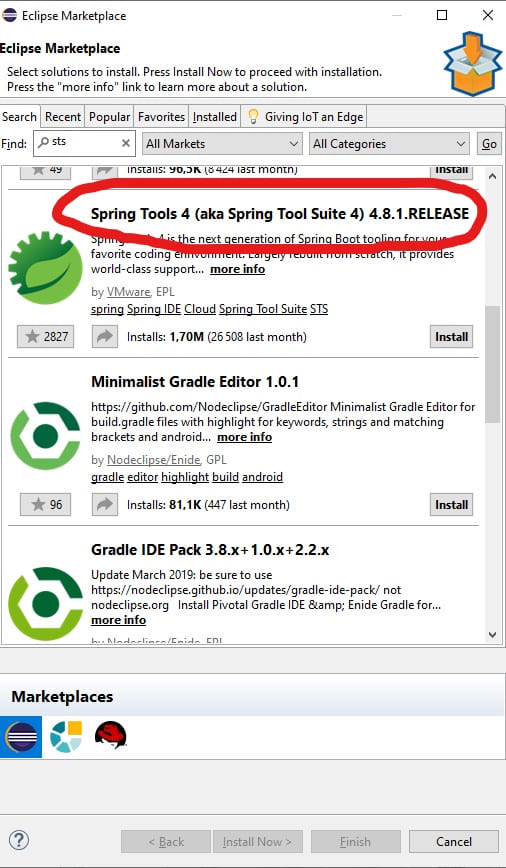 Eclipse Marketplace
Eclipse Marketplace
Select solutions to install. Press Install Now to proceed with installation.
Press the "more info" link to learn more about a solution.
Search Recent Popular Favorites Installed Giving IoT an Edge
Find: sts All Markets All Categories Go
49 Installs: 96,5K (8 424 last month) Install
Spring Tools 4 (aka Spring Tool Suite 4) 4.8.1.RELEASE
Spring Tools 4 is the next generation of Spring Boot tooling for your
favorite coding environment. Largely rebuilt from scratch, it provides
world-class support... more info
by VMware, EPL
spring Spring IDE Cloud Spring Tool Suite STS
2827 Installs: 1,70M (26 508 last month) Install
Minimalist Gradle Editor 1.0.1
https://github.com/Nodeclipse/GradleEditor Minimalist Gradle Editor for
build.gradle files with highlight for keywords, strings and matching
brackets and android... more info
by Nodeclipse/Enide, GPL
gradle editor highlight build android
96 Installs: 81,1K (447 last month) Install
Gradle IDE Pack 3.8.x+1.0.x+2.2.x
Update March 2019: be sure to use
https://nodeclipse.github.io/updates/gradle-ide-pack/ not
nodeclipse.org Install Pivotal Gradle IDE &amp; Enide Gradle for...
more info
by Nodeclipse/Enide, EPL
Marketplaces
? < Back Install Now > Finish Cancel